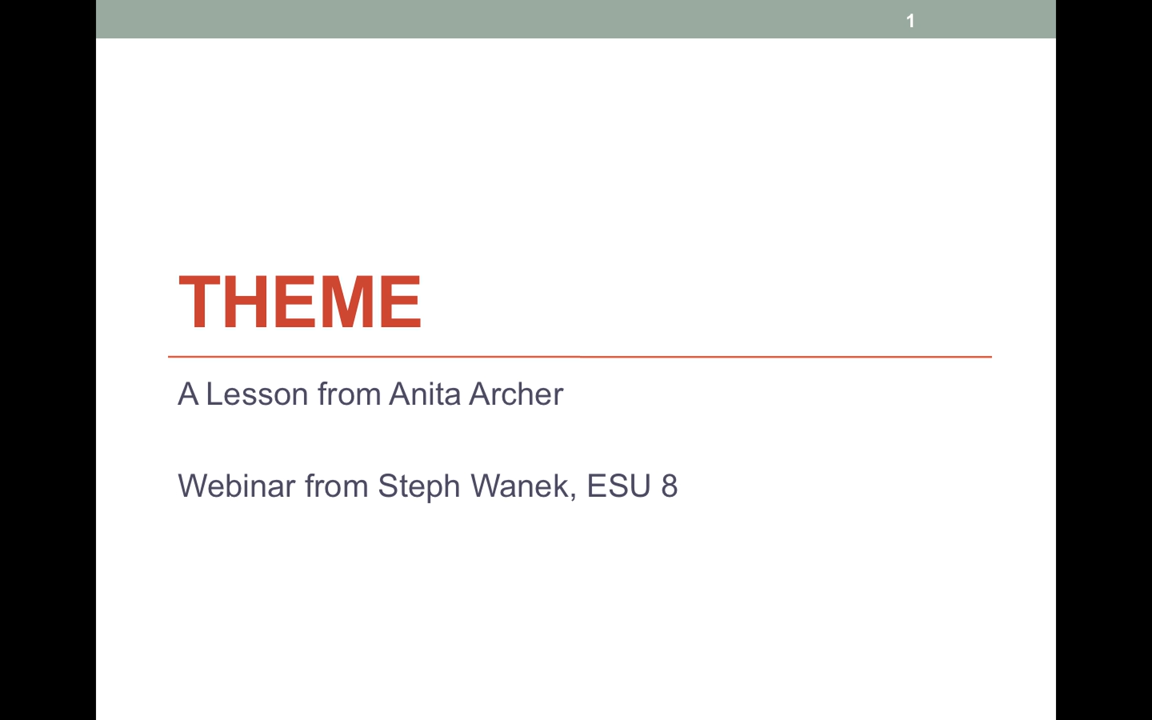 1
THEME
A Lesson from Anita Archer
Webinar from Steph Wanek, ESU 8